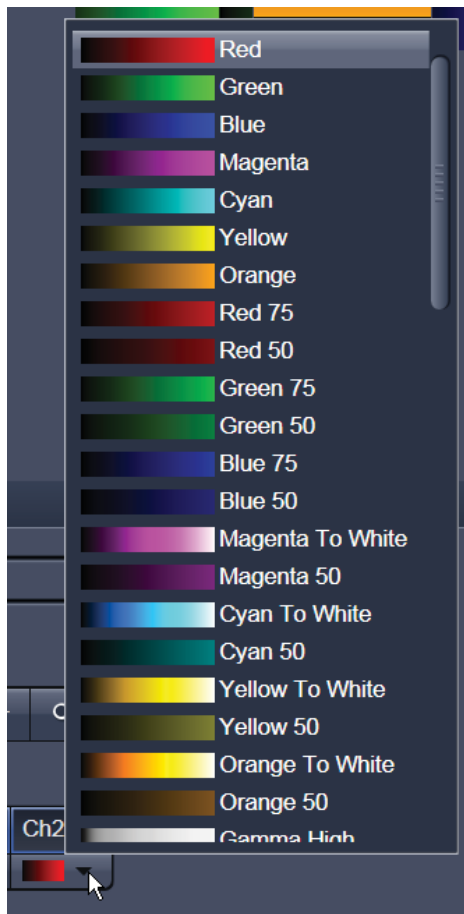 Red
Green
Blue
Magenta
Cyan
Yellow
Orange
Red 75
Red 50
Green 75
Green 50
Blue 75
Blue 50
Magenta To White
Magenta 50
Cyan To White
Cyan 50
Yellow To White
Yellow 50
Orange To White
Orange 50
Gamma High
Ch2